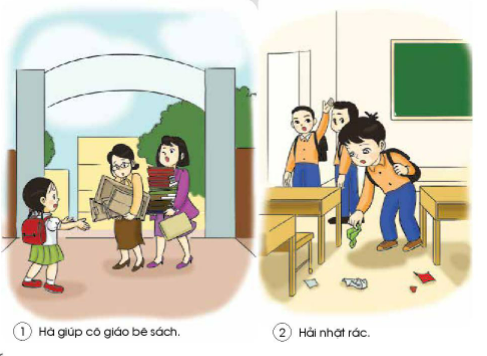 1 Hà giúp cô giáo bê sách.
2 Hải nhặt rác.